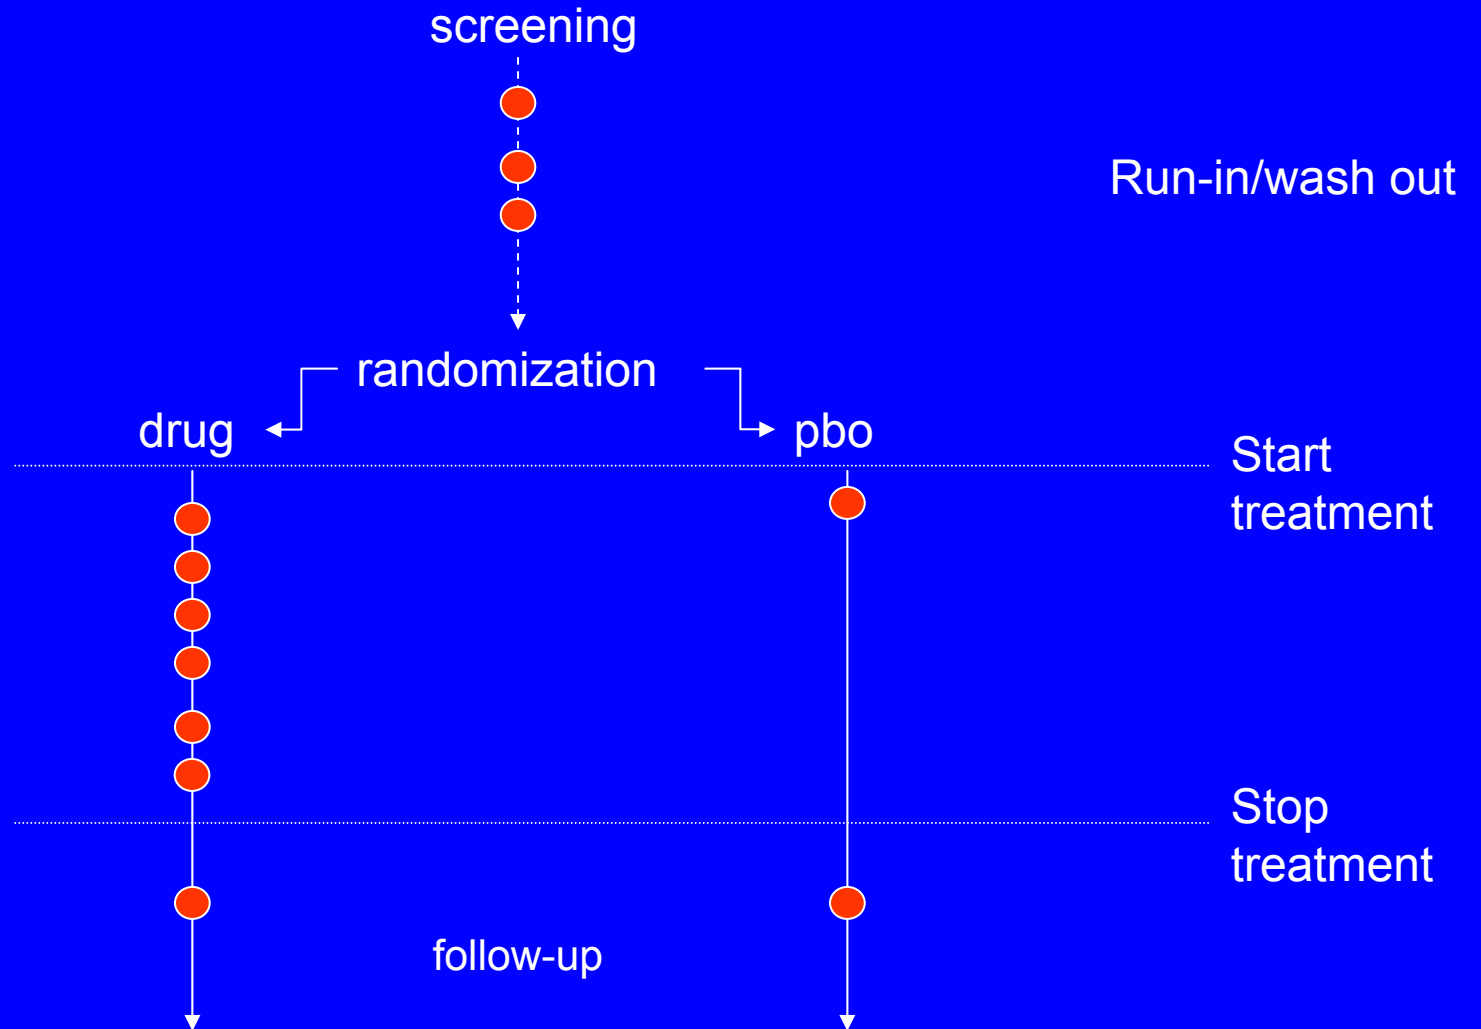 screening
Run-in/wash out
randomization
drug
pbo
Start
treatment
Stop
treatment
follow-up